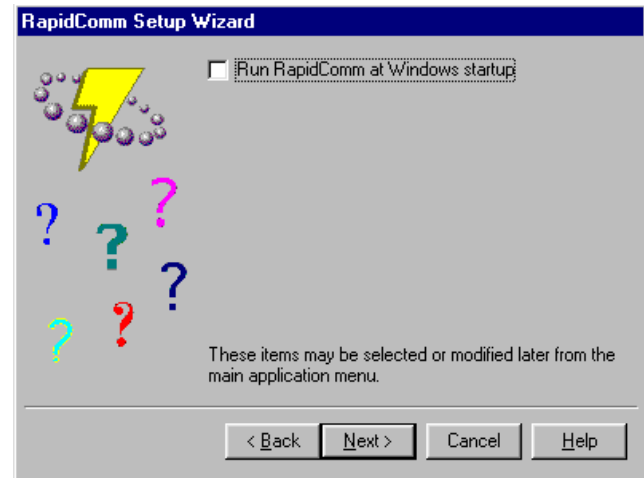 RapidComm Setup Wizard
Run RapidComm at Windows startup
?
?
?
?
?
?
These items may be selected or modified later from the
main application menu.
< Back
Next >
Cancel
Help